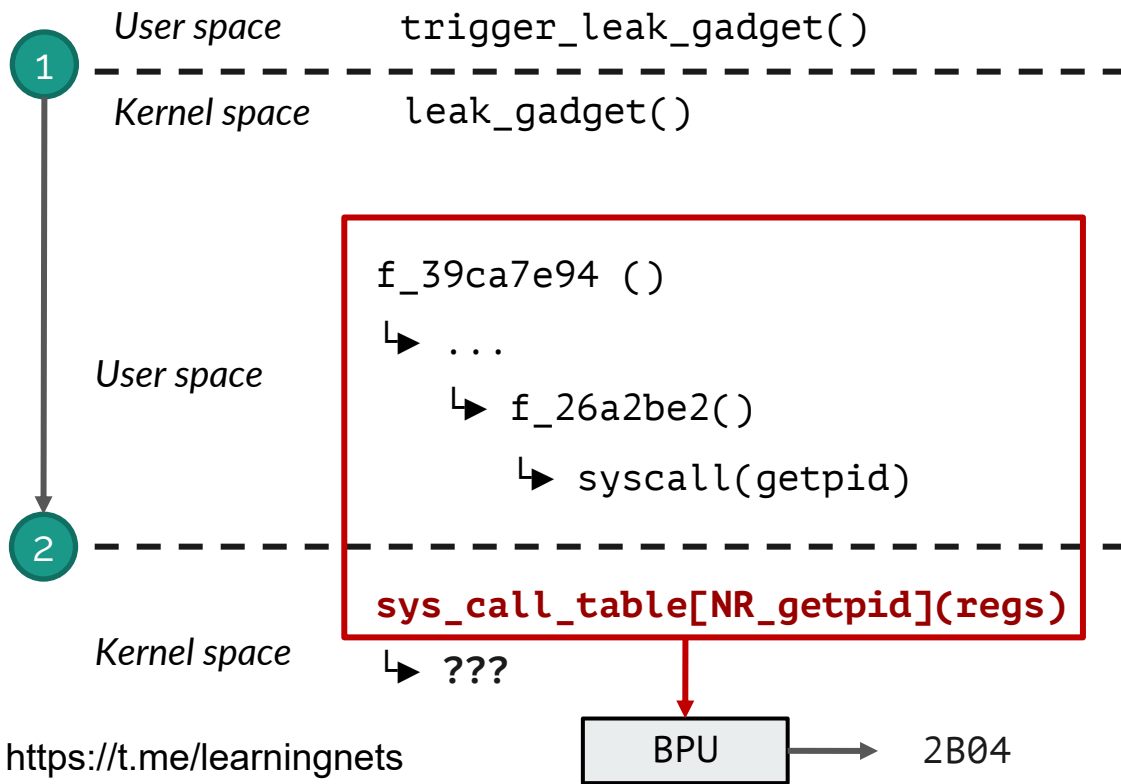 User space trigger_leak_gadget()
1
Kernel space leak_gadget()
f_39ca7e94 ()
...
User space
f_26a2be2()
syscall(getpid)
2
sys_call_table[NR_getpid](regs)
Kernel space
???
https://t.me/learningnets
BPU
2B04